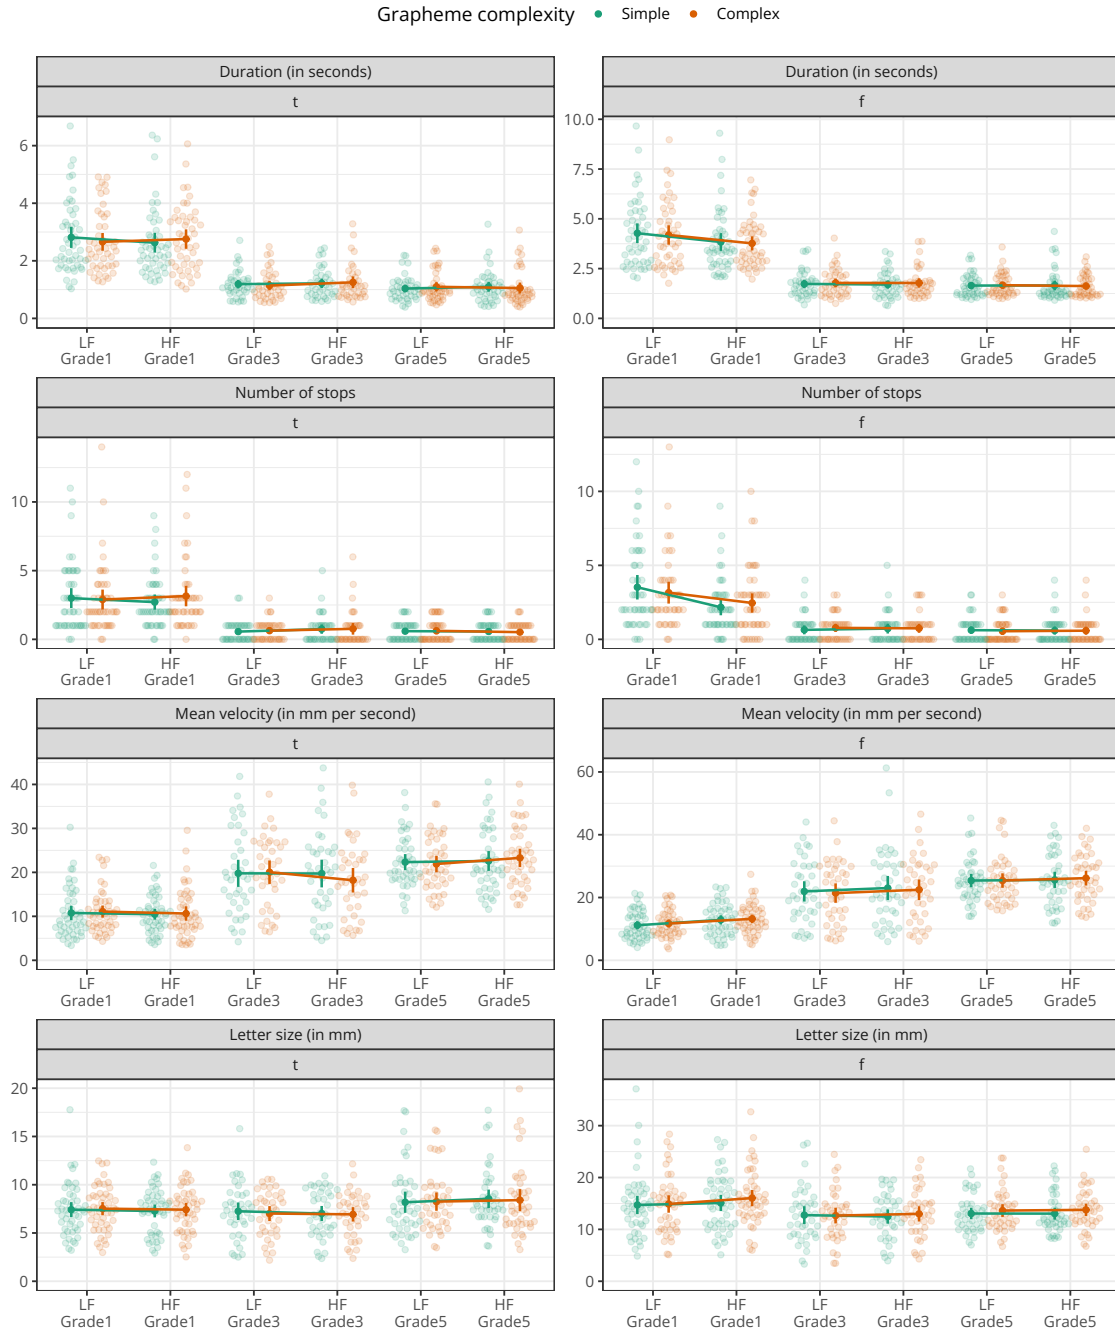 Grapheme complexity Simple Complex
Duration (in seconds)
t
6
4
2
0
LF HF LF HF LF HF
Grade1 Grade1 Grade3 Grade3 Grade5 Grade5
Duration (in seconds)
f
10.0
7.5
5.0
2.5
0.0
LF HF LF HF LF HF
Grade1 Grade1 Grade3 Grade3 Grade5 Grade5
Number of stops
t
10
5
0
LF HF LF HF LF HF
Grade1 Grade1 Grade3 Grade3 Grade5 Grade5
Number of stops
f
10
5
0
LF HF LF HF LF HF
Grade1 Grade1 Grade3 Grade3 Grade5 Grade5
Mean velocity (in mm per second)
t
40
30
20
10
0
LF HF LF HF LF HF
Grade1 Grade1 Grade3 Grade3 Grade5 Grade5
Mean velocity (in mm per second)
f
60
40
20
0
LF HF LF HF LF HF
Grade1 Grade1 Grade3 Grade3 Grade5 Grade5
Letter size (in mm)
t
20
15
10
5
0
LF HF LF HF LF HF
Grade1 Grade1 Grade3 Grade3 Grade5 Grade5
Letter size (in mm)
f
30
20
10
0
LF HF LF HF LF HF
Grade1 Grade1 Grade3 Grade3 Grade5 Grade5